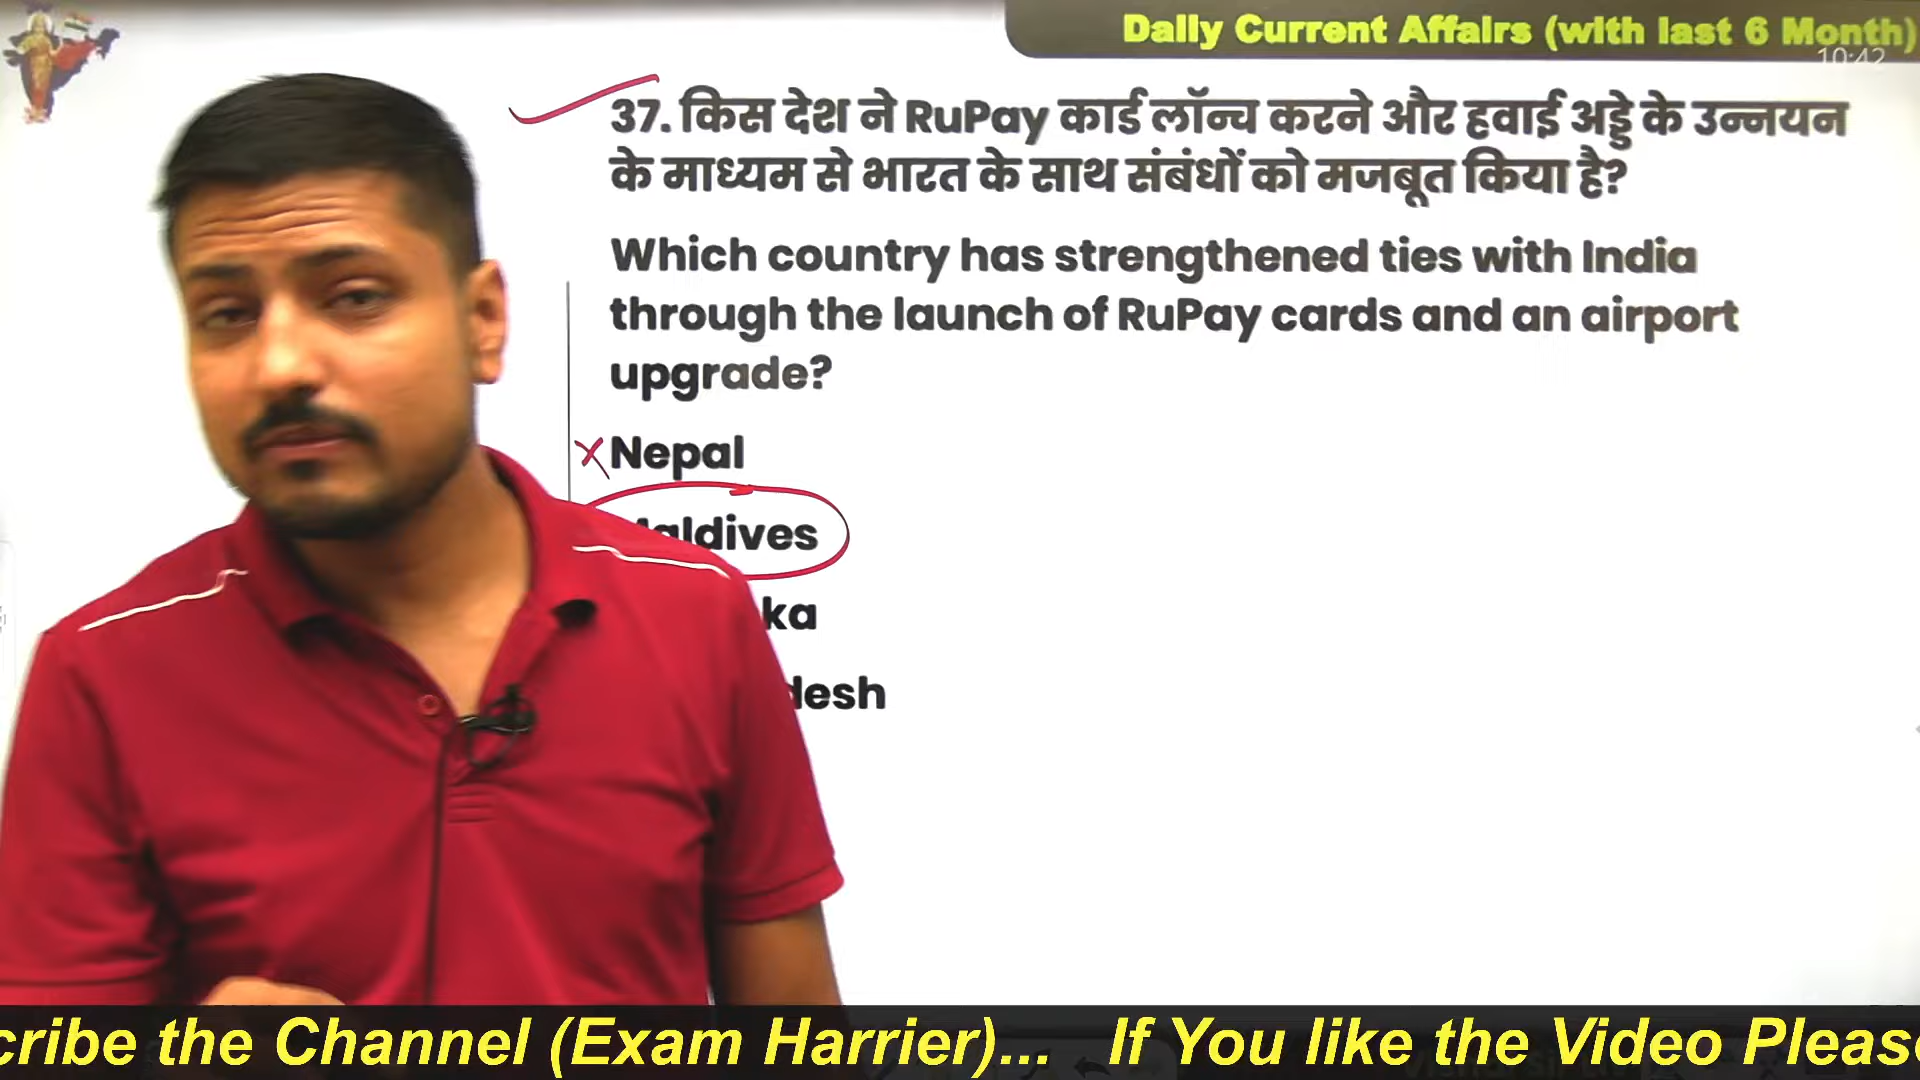 Daily Current Affairs (with last 6 Month)
10:42
37. किस देश ने RuPay कार्ड लॉन्च करने और हवाई अड्डे के उन्नयन
के माध्यम से भारत के साथ संबंधों को मजबूत किया है?
Which country has strengthened ties with India
through the launch of RuPay cards and an airport
upgrade?
Nepal
aldives
ka
desh
cribe the Channel (Exam Harrier)... If You like the Video Please